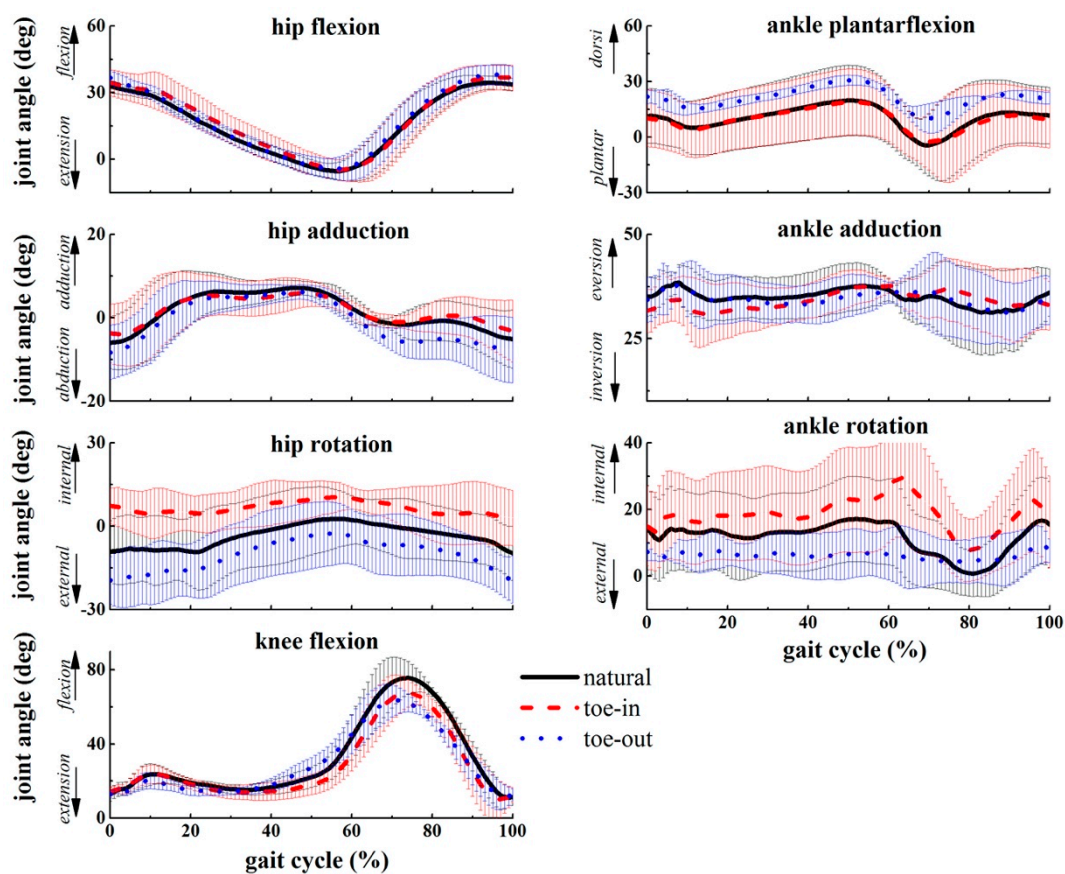 hip flexion
joint angle (deg)
flexion
extension
60
30
0
ankle plantarflexion
dorsi
plantar
60
30
0
-30
hip adduction
joint angle (deg)
adduction
abduction
20
0
-20
ankle adduction
eversion
inversion
50
25
hip rotation
joint angle (deg)
internal
external
30
0
-30
ankle rotation
internal
external
40
20
0
0 20 40 60 80 100
gait cycle (%)
knee flexion
joint angle (deg)
flexion
extension
80
40
0
0 20 40 60 80 100
gait cycle (%)
natural
toe-in
toe-out